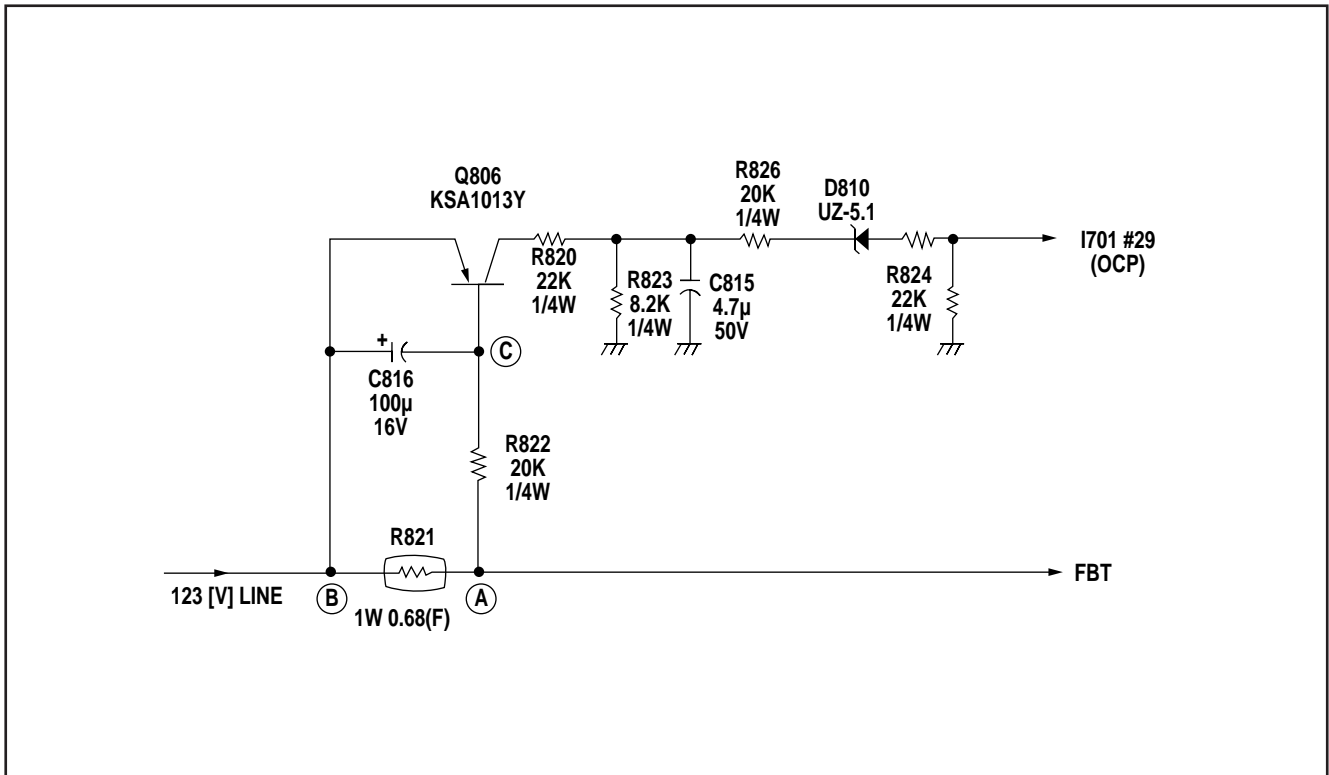 Q806
KSA1013Y
R820
22K
1/4W
R823
8.2K
1/4W
C815
4.7µ
50V
R826
20K
1/4W
D810
UZ-5.1
R824
22K
1/4W
I701 #29
(OCP)
+
C816
100µ
16V
C
R822
20K
1/4W
R821
1W 0.68(F)
123 [V] LINE
B
A
FBT